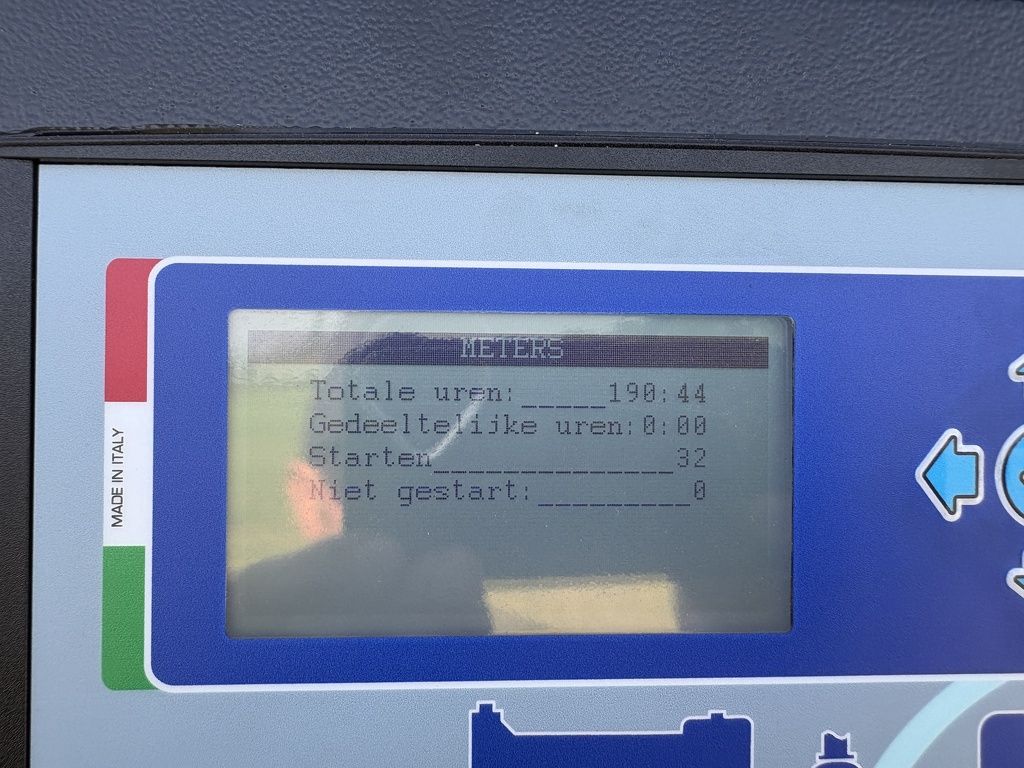 METERS
Totale uren:_____190:44
Gedeeltelijke uren:0:00
Starten______________32
Niet gestart:_________0
MADE IN ITALY